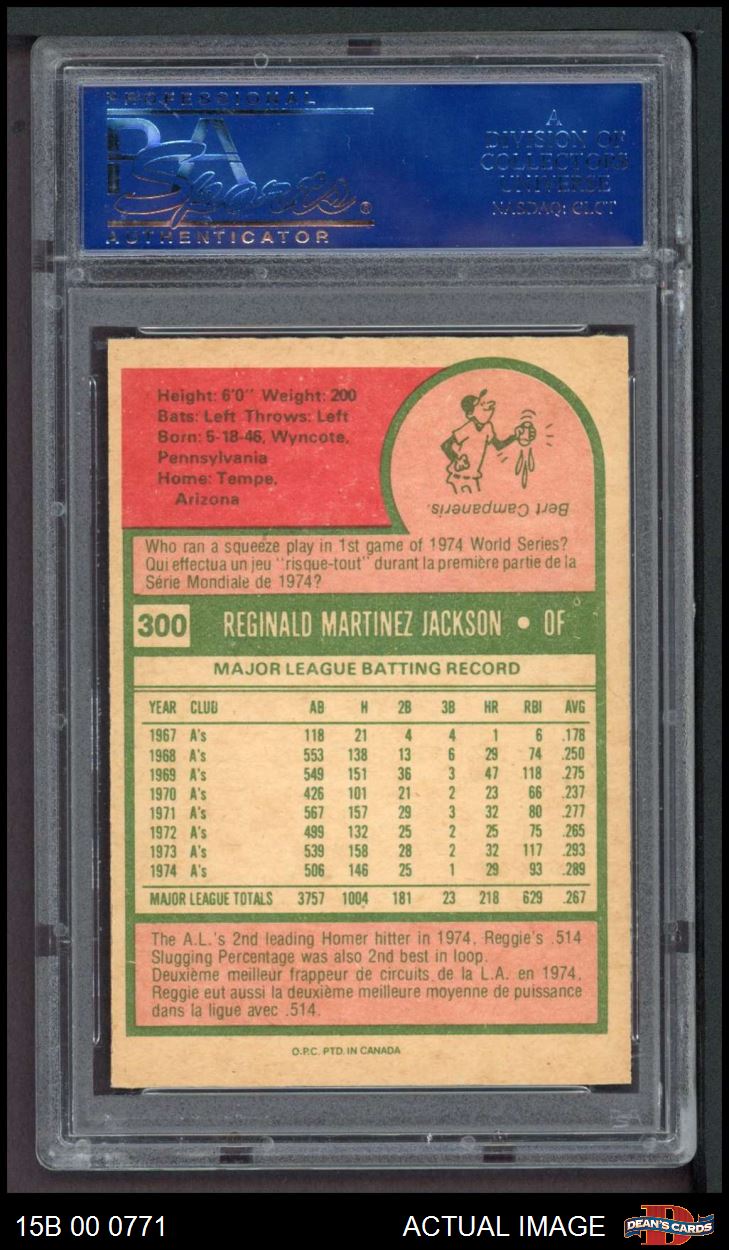 PROFESSIONAL
PSA
Sports®
AUTHENTICATOR
A
DIVISION OF
COLLECTORS
UNIVERSE
NASDAQ: CLCT
Height: 6'0" Weight: 200
Bats: Left Throws: Left
Born: 5-18-46, Wyncote,
Pennsylvania
Home: Tempe,
Arizona
Bert Campaneris.
Who ran a squeeze play in 1st game of 1974 World Series?
Qui effectua un jeu "risque-tout" durant la première partie de la
Série Mondiale de 1974?
300 REGINALD MARTINEZ JACKSON • OF
MAJOR LEAGUE BATTING RECORD
YEAR CLUB AB H 2B 3B HR RBI AVG
1967 A's 118 21 4 4 1 6 .178
1968 A's 553 138 13 6 29 74 .250
1969 A's 549 151 36 3 47 118 .275
1970 A's 426 101 21 2 23 66 .237
1971 A's 567 157 29 3 32 80 .277
1972 A's 499 132 25 2 25 75 .265
1973 A's 539 158 28 2 32 117 .293
1974 A's 506 146 25 1 29 93 .289
MAJOR LEAGUE TOTALS 3757 1004 181 23 218 629 .267
The A.L.'s 2nd leading Homer hitter in 1974, Reggie's .514
Slugging Percentage was also 2nd best in loop.
Deuxième meilleur frappeur de circuits de la L.A. en 1974,
Reggie eut aussi la deuxième meilleure moyenne de puissance
dans la ligue avec .514.
O.P.C. PTD. IN CANADA
15B 00 0771 ACTUAL IMAGE DEAN'S CARDS